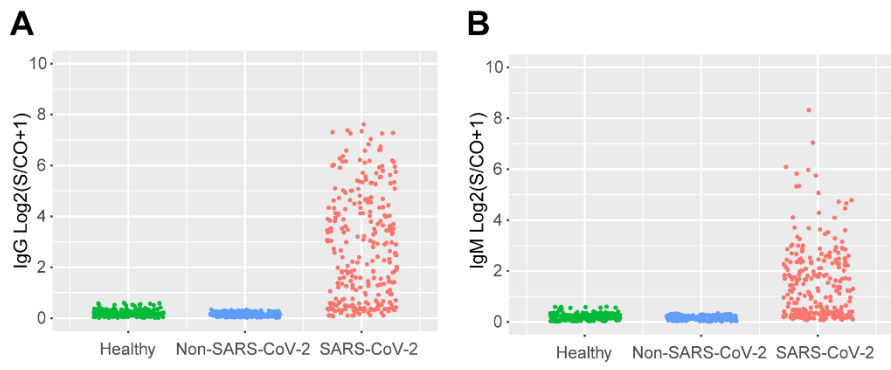 A
IgG Log2(S/CO+1)
10
8
6
4
2
0
Healthy Non-SARS-CoV-2 SARS-CoV-2
B
IgM Log2(S/CO+1)
10
8
6
4
2
0
Healthy Non-SARS-CoV-2 SARS-CoV-2